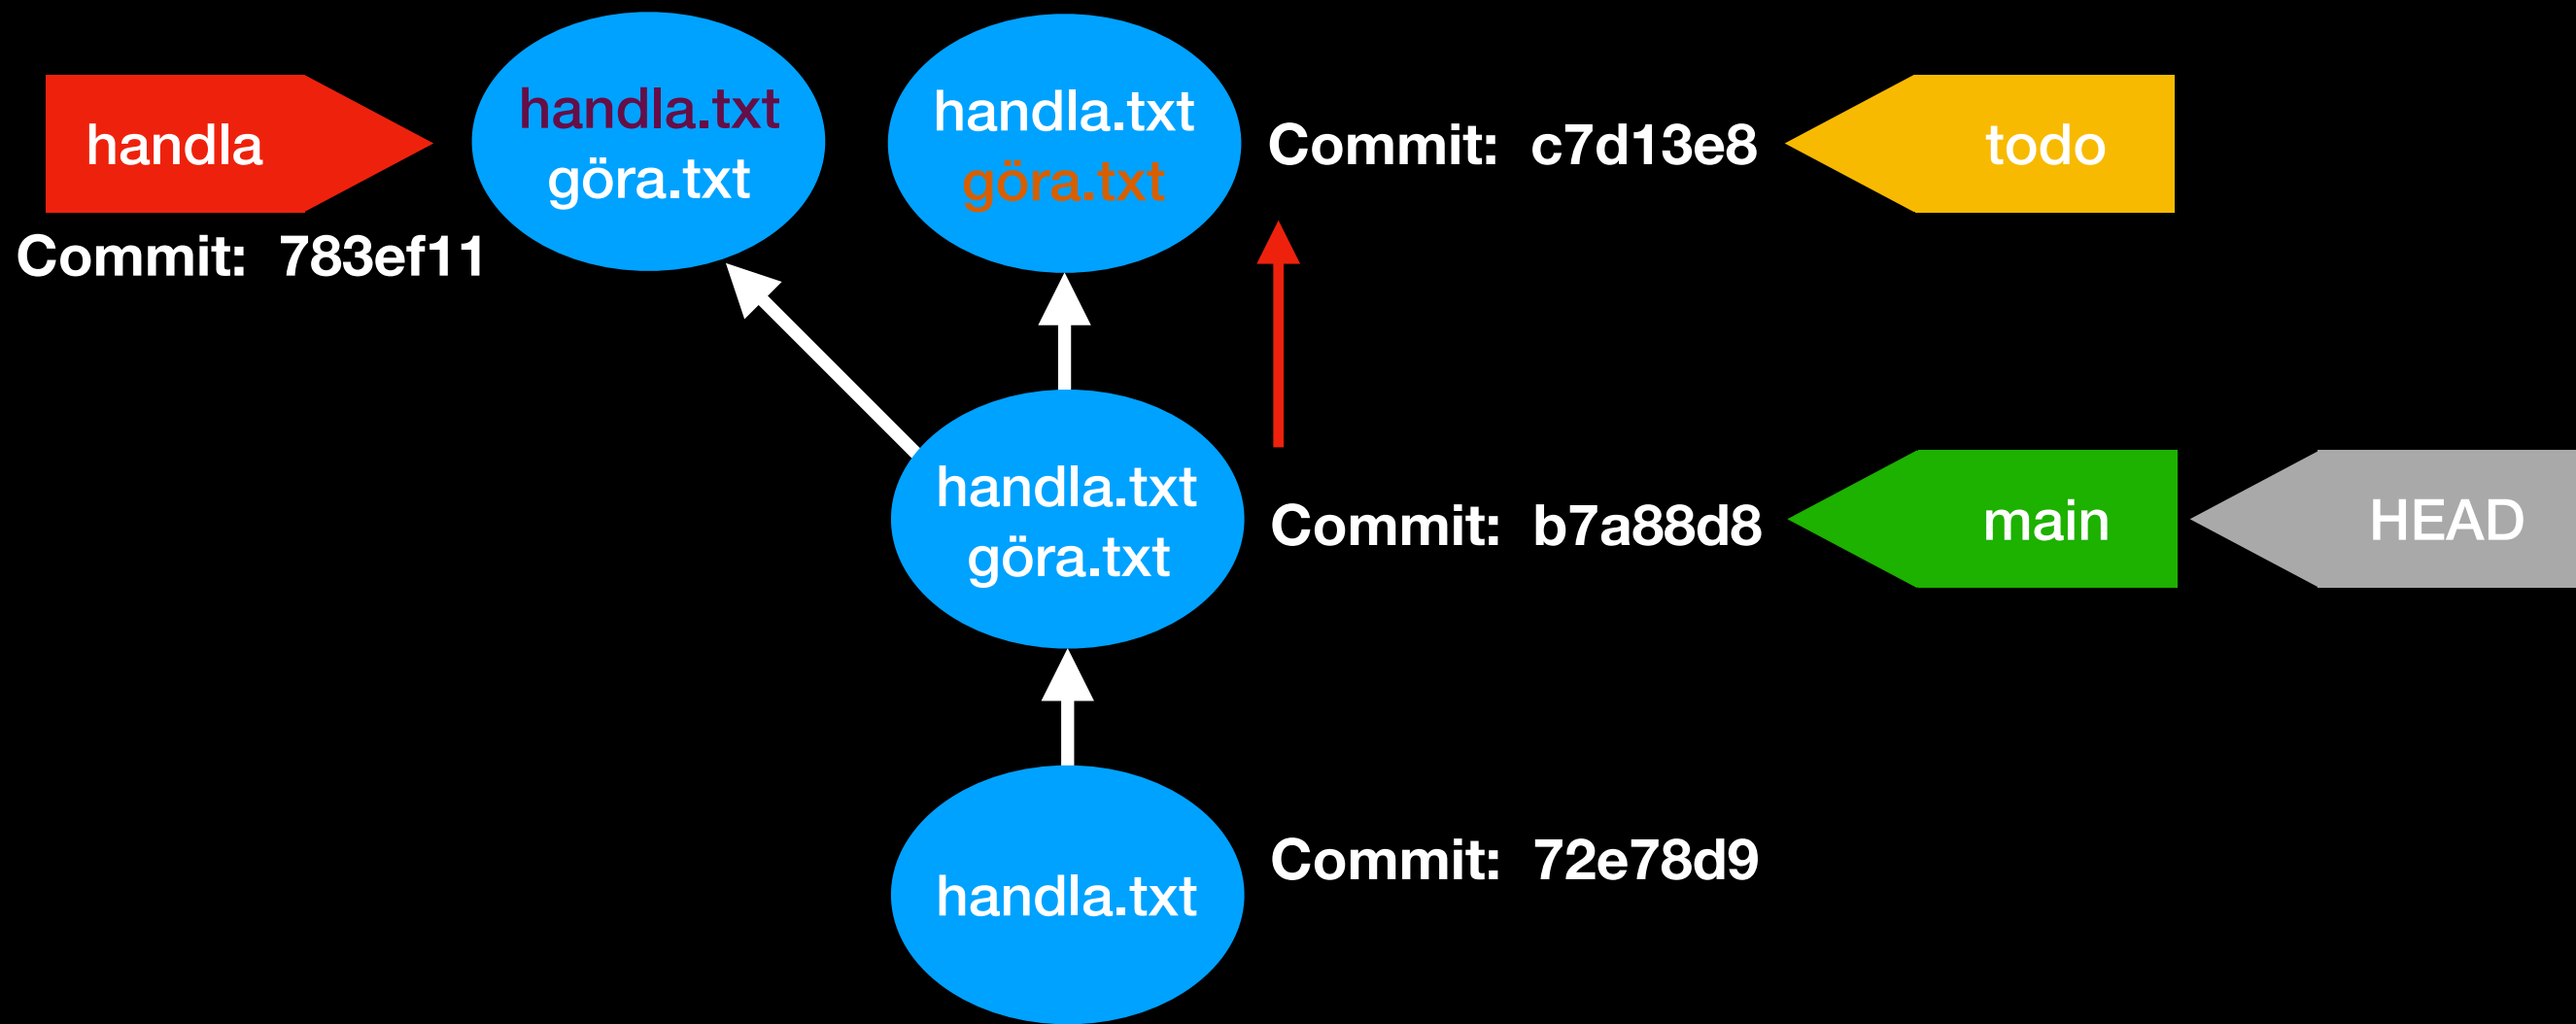 handla
handla.txt
göra.txt
Commit: 783ef11
handla.txt
göra.txt
Commit: c7d13e8
todo
handla.txt
göra.txt
Commit: b7a88d8
main
HEAD
handla.txt
Commit: 72e78d9